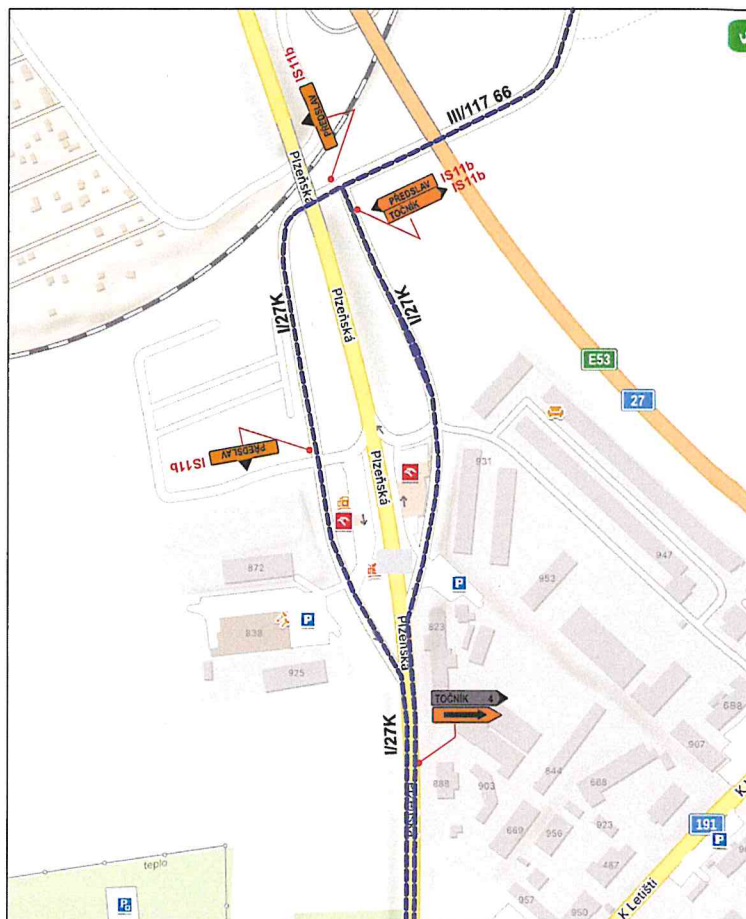 IS11b
PŘEDSLAV
III/117 66
Plzeňská
IS11b
IS11b
PŘEDSLAV
TOČNÍK
I/27K
Plzeňská
I/27K
E53
27
IS11b
PŘEDSLAV
Plzeňská
931
947
872
953
P
P
838
823
Plzeňská
925
TOČNÍK 4
I/27K
688
907
888
903
844
668
191
P
669
956
923
487
teplo
957
950
K Letišti